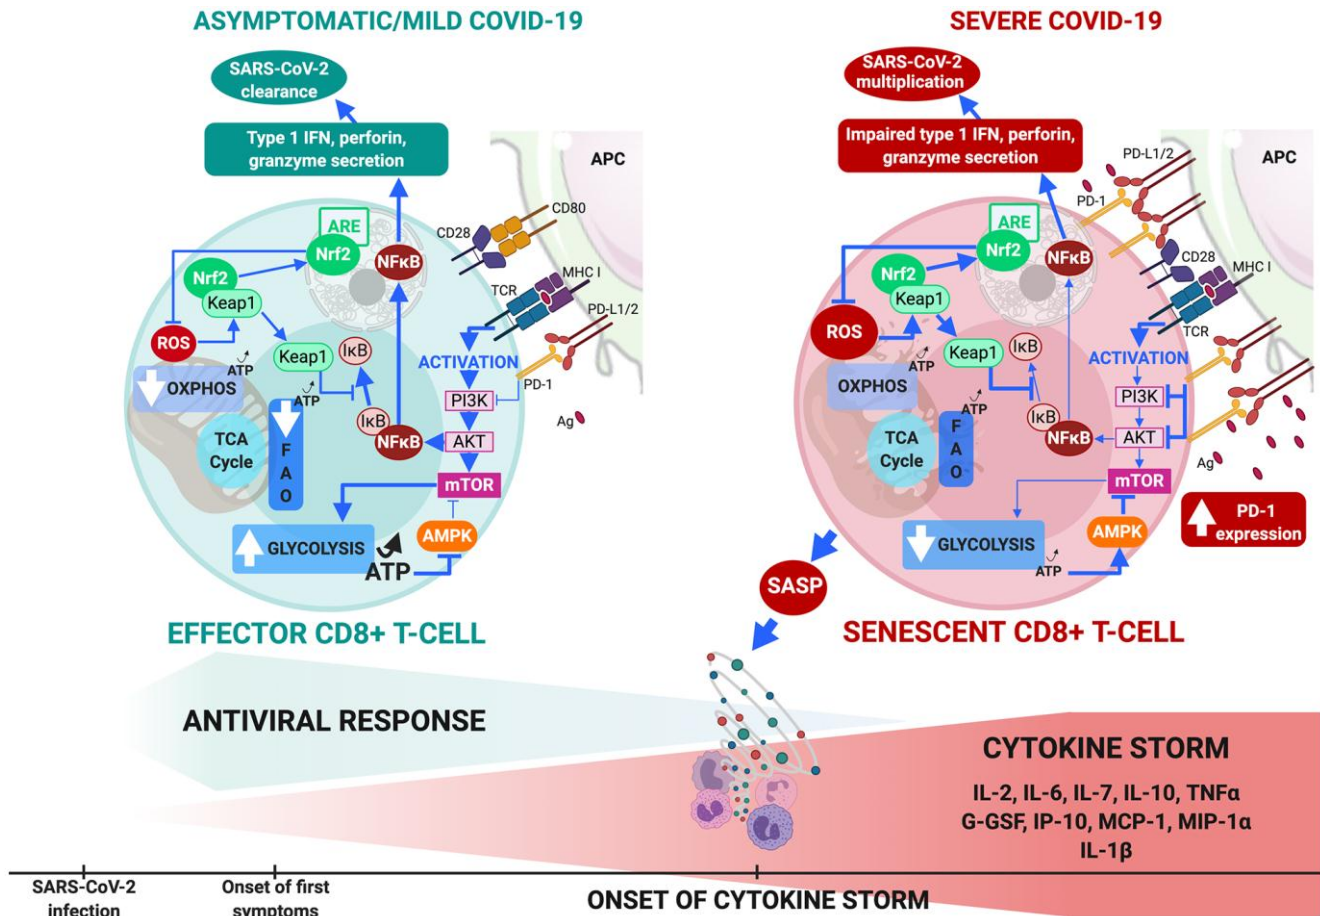 ASYMPTOMATIC/MILD COVID-19
SARS-CoV-2
clearance
Type 1 IFN, perforin,
granzyme secretion
APC
ARE
Nrf2
NFκB
CD28
CD80
Nrf2
Keap1
TCR
MHC I
PD-L1/2
ROS
ATP
Keap1
IκB
ACTIVATION
OXPHOS
ATP
PD-1
PI3K
IκB
NFκB
AKT
Ag
TCA
Cycle
F
A
O
mTOR
GLYCOLYSIS
ATP
AMPK
EFFECTOR CD8+ T-CELL
SEVERE COVID-19
SARS-CoV-2
multiplication
Impaired type 1 IFN, perforin,
granzyme secretion
PD-L1/2
APC
PD-1
ARE
Nrf2
NFκB
CD28
MHC I
Nrf2
Keap1
TCR
ROS
ATP
Keap1
IκB
ACTIVATION
OXPHOS
ATP
PI3K
IκB
NFκB
AKT
Ag
TCA
Cycle
F
A
O
mTOR
PD-1
expression
GLYCOLYSIS
ATP
AMPK
SASP
SENESCENT CD8+ T-CELL
ANTIVIRAL RESPONSE
CYTOKINE STORM
IL-2, IL-6, IL-7, IL-10, TNFα
G-GSF, IP-10, MCP-1, MIP-1α
IL-1β
SARS-CoV-2
infection
Onset of first
symptoms
ONSET OF CYTOKINE STORM